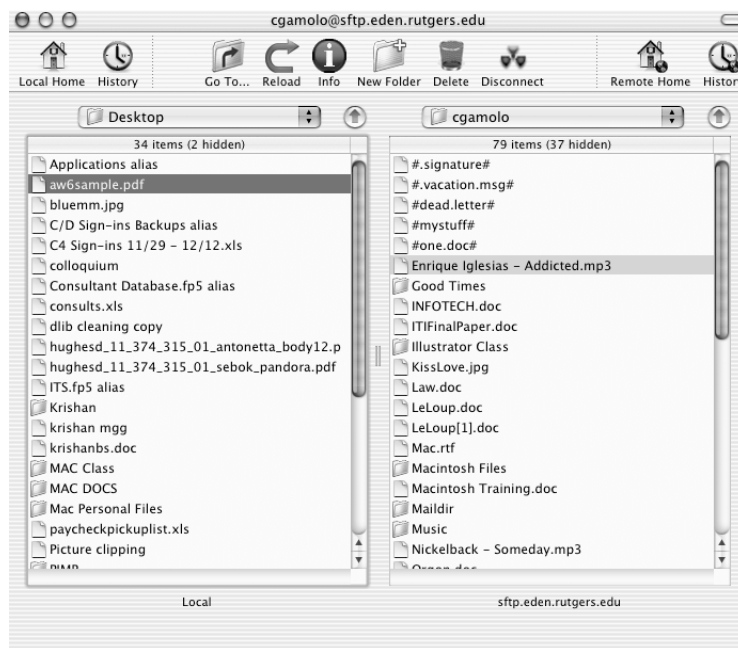 cgamolo@sftp.eden.rutgers.edu
Local Home History Go To... Reload Info New Folder Delete Disconnect Remote Home Histor
Desktop
34 items (2 hidden)
Applications alias
aw6sample.pdf
bluemm.jpg
C/D Sign-ins Backups alias
C4 Sign-ins 11/29 - 12/12.xls
colloquium
Consultant Database.fp5 alias
consults.xls
dlib cleaning copy
hughesd_11_374_315_01_antonetta_body12.p
hughesd_11_374_315_01_sebok_pandora.pdf
ITS.fp5 alias
Krishan
krishan mgg
krishanbs.doc
MAC Class
MAC DOCS
Mac Personal Files
paycheckpickuplist.xls
Picture clipping
Local
cgamolo
79 items (37 hidden)
#.signature#
#.vacation.msg#
#dead.letter#
#mystuff#
#one.doc#
Enrique Iglesias - Addicted.mp3
Good Times
INFOTECH.doc
ITIFinalPaper.doc
Illustrator Class
KissLove.jpg
Law.doc
LeLoup.doc
LeLoup[1].doc
Mac.rtf
Macintosh Files
Macintosh Training.doc
Maildir
Music
Nickelback - Someday.mp3
sftp.eden.rutgers.edu